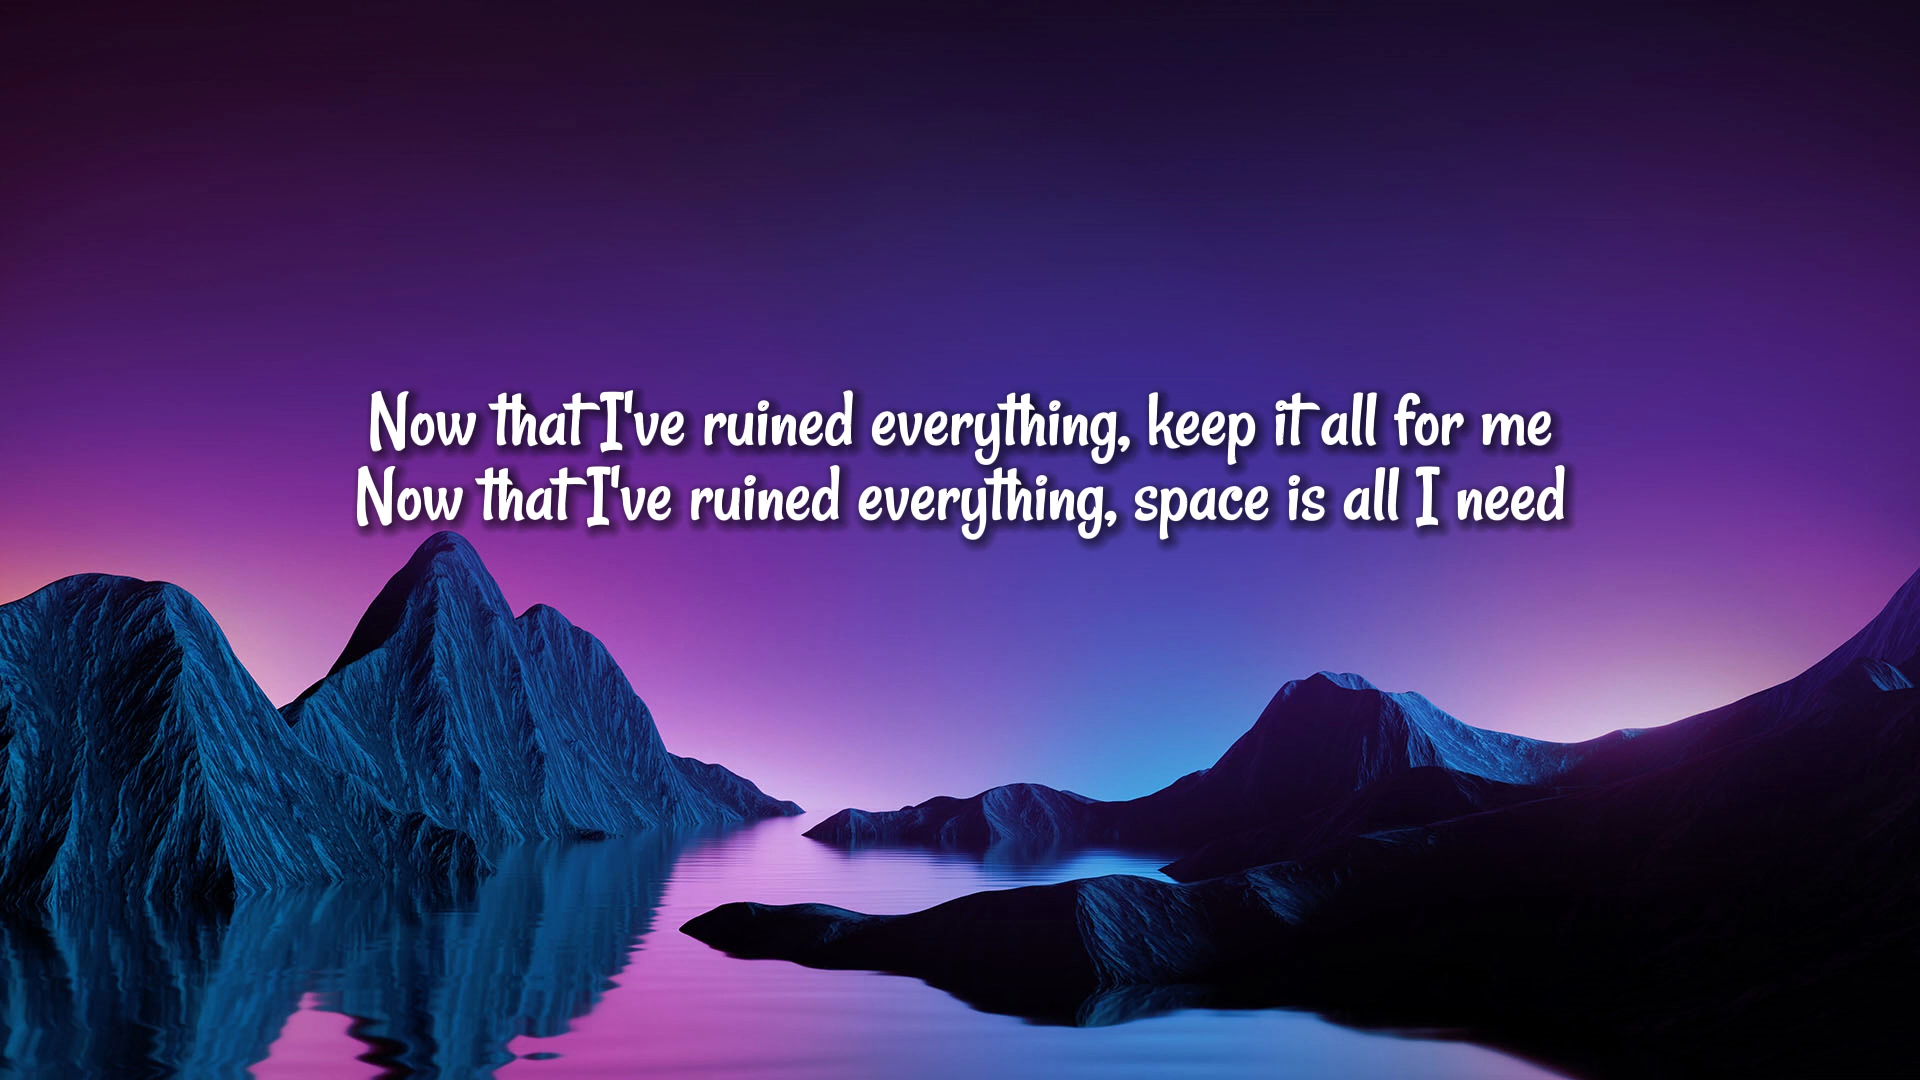 Now that I've ruined everything, keep it all for me
Now that I've ruined everything, space is all I need